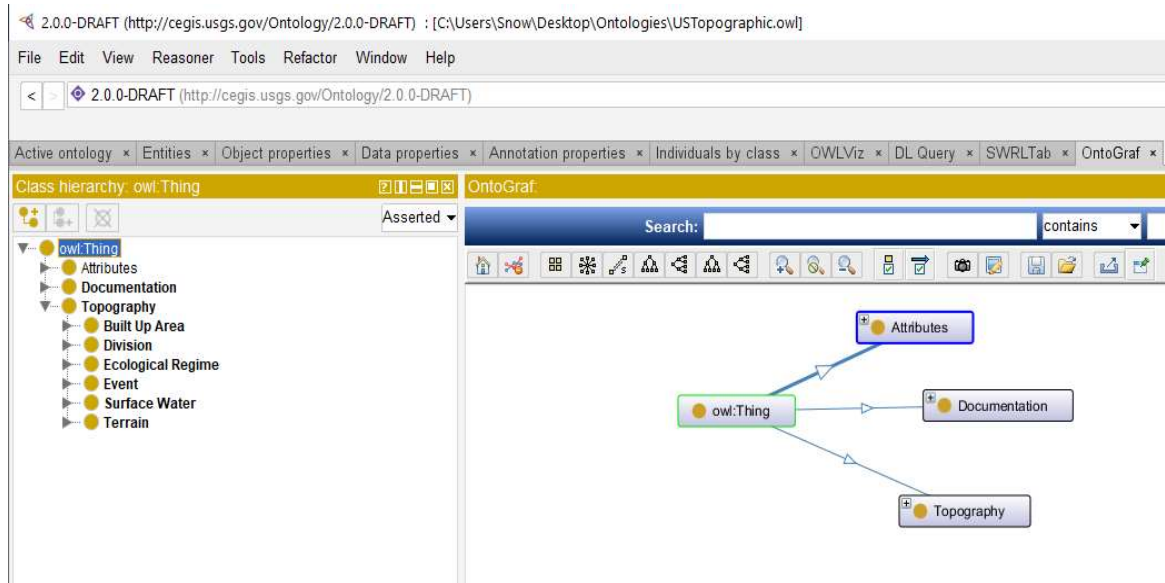 2.0.0-DRAFT (http://cegis.usgs.gov/Ontology/2.0.0-DRAFT) : [C:\Users\Snow\Desktop\Ontologies\USTopographic.owl]
File Edit View Reasoner Tools Refactor Window Help
< > 2.0.0-DRAFT (http://cegis.usgs.gov/Ontology/2.0.0-DRAFT)
Active ontology × Entities × Object properties × Data properties × Annotation properties × Individuals by class × OWLViz × DL Query × SWRLTab × OntoGraf ×
Class hierarchy: owl:Thing
Asserted
owl:Thing
Attributes
Documentation
Topography
Built Up Area
Division
Ecological Regime
Event
Surface Water
Terrain
OntoGraf:
Search: contains
Attributes
owl:Thing
Documentation
Topography